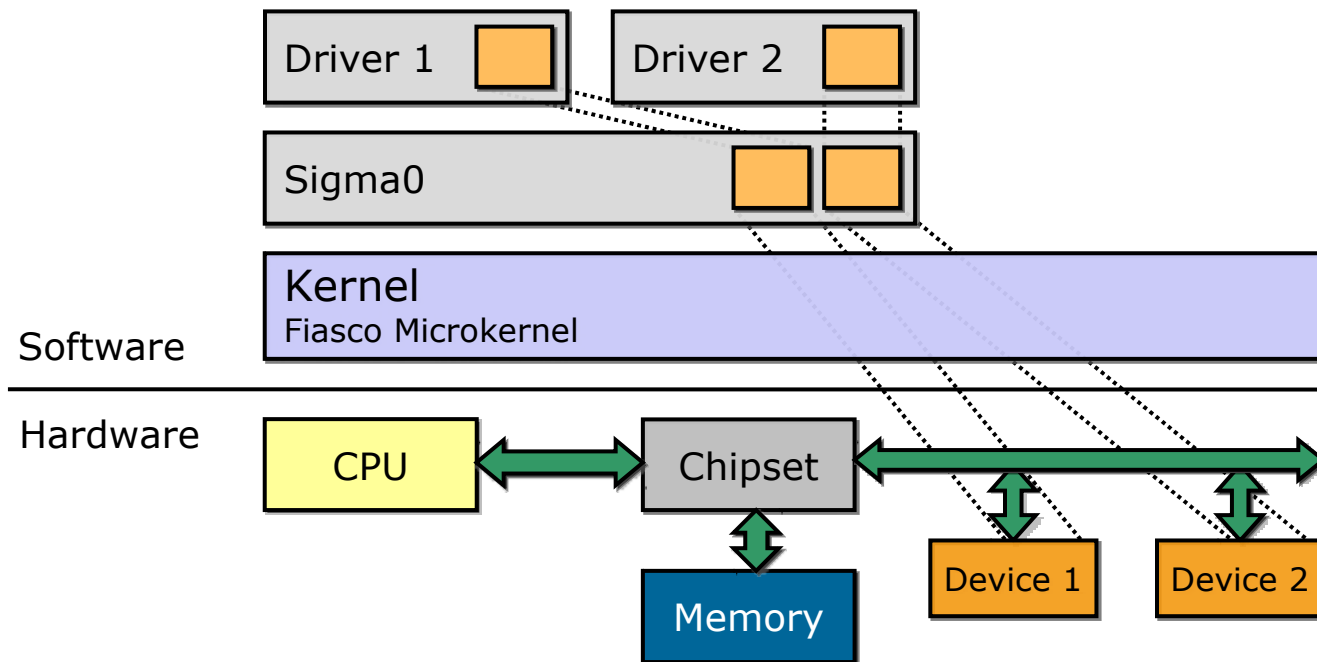 Driver 1
Driver 2
Sigma0
Kernel
Fiasco Microkernel
Software
Hardware
CPU
Chipset
Device 1
Device 2
Memory